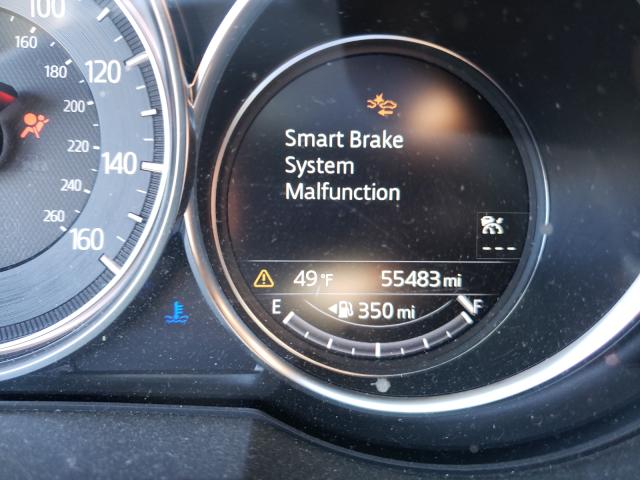 100
160
180
120
200
220
140
240
260
160
Smart Brake
System
Malfunction
---
49°F 55483 mi
E 350 mi F